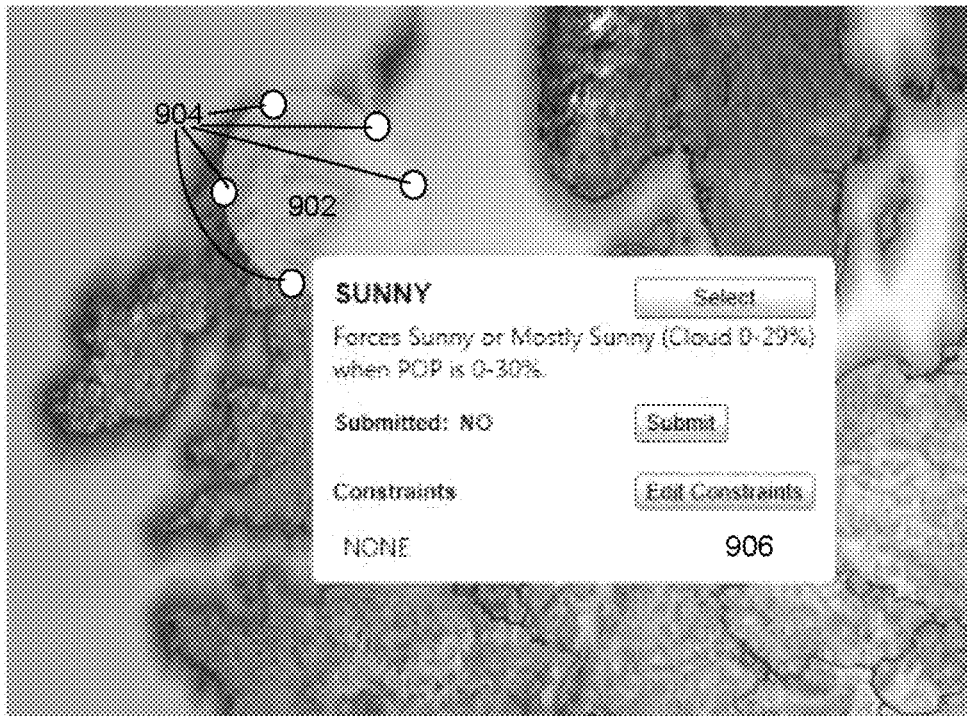 904
902
SUNNY
Select
Forces Sunny or Mostly Sunny (Cloud 0-29%)
when POP is 0-30%.
Submitted: NO
Submit
Constraints
Edit Constraints
NONE
906